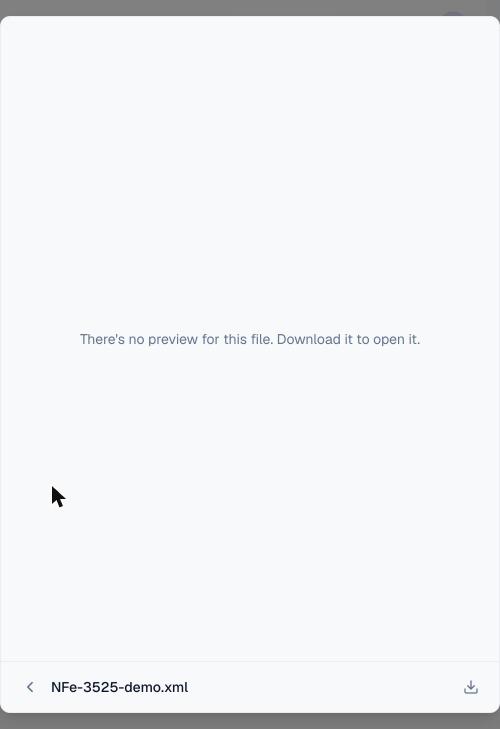 There's no preview for this file. Download it to open it.
NFe-3525-demo.xml